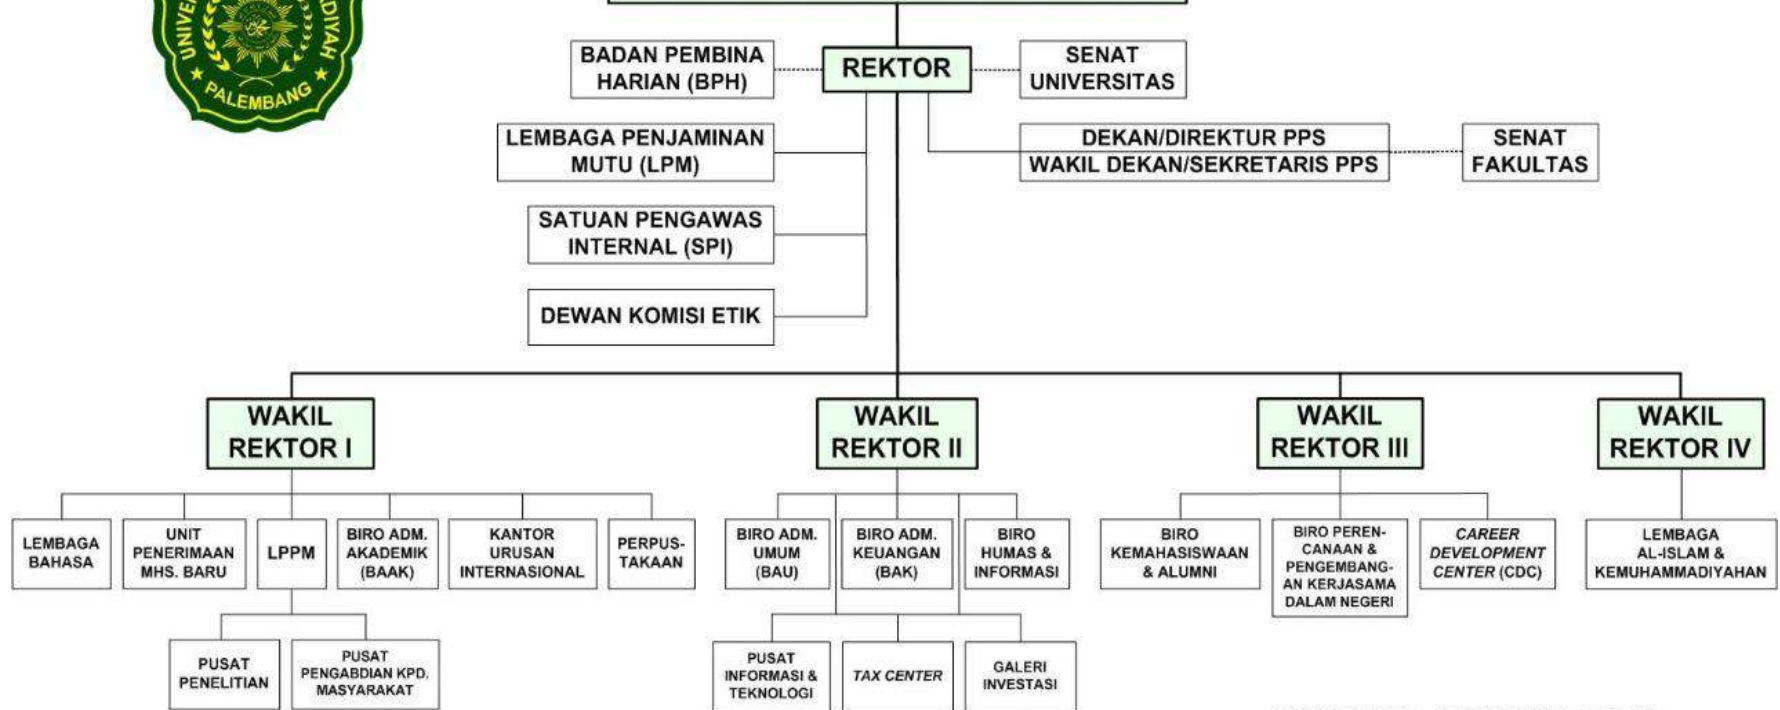 UNIVER
DIYAH
PALEMBANG
BADAN PEMBINA
HARIAN (BPH)
REKTOR
SENAT
UNIVERSITAS
LEMBAGA PENJAMINAN
MUTU (LPM)
DEKAN/DIREKTUR PPS
WAKIL DEKAN/SEKRETARIS PPS
SENAT
FAKULTAS
SATUAN PENGAWAS
INTERNAL (SPI)
DEWAN KOMISI ETIK
WAKIL
REKTOR I
WAKIL
REKTOR II
WAKIL
REKTOR III
WAKIL
REKTOR IV
LEMBAGA
BAHASA
UNIT
PENERIMAAN
MHS. BARU
LPPM
BIRO ADM.
AKADEMIK
(BAAK)
KANTOR
URUSAN
INTERNASIONAL
PERPUS-
TAKAAN
BIRO ADM.
UMUM
(BAU)
BIRO ADM.
KEUANGAN
(BAK)
BIRO
HUMAS &
INFORMASI
BIRO
KEMAHASISWAAN
& ALUMNI
BIRO PEREN-
CANAAN &
PENGEMBANG-
AN KERJASAMA
DALAM NEGERI
CAREER
DEVELOPMENT
CENTER (CDC)
LEMBAGA
AL-ISLAM &
KEMUHAMMADIYAHAN
PUSAT
PENELITIAN
PUSAT
PENGABDIAN KPD.
MASYARAKAT
PUSAT
INFORMASI &
TEKNOLOGI
TAX CENTER
GALERI
INVESTASI